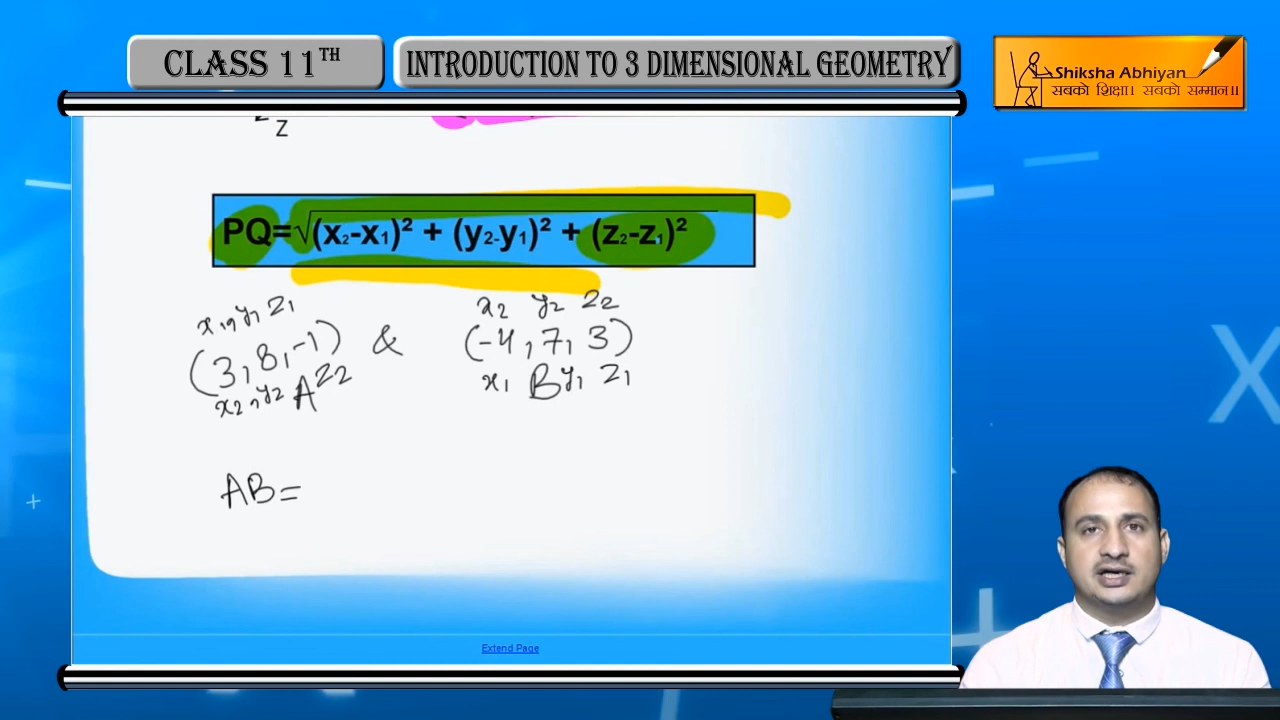 CLASS 11TH
INTRODUCTION TO 3 DIMENSIONAL GEOMETRY
Shiksha Abhiyan
सबको शिक्षा। सबको सम्मान॥
Z
PQ=√(x₂-x₁)² + (y₂-y₁)² + (z₂-z₁)²
x₁, y₁ z₁
x₂ y₂ z₂
(3, 8, -1) & (-4, 7, 3)
x₂, y₂ A z₂
x₁ B y₁ z₁
AB=
Extend Page
X